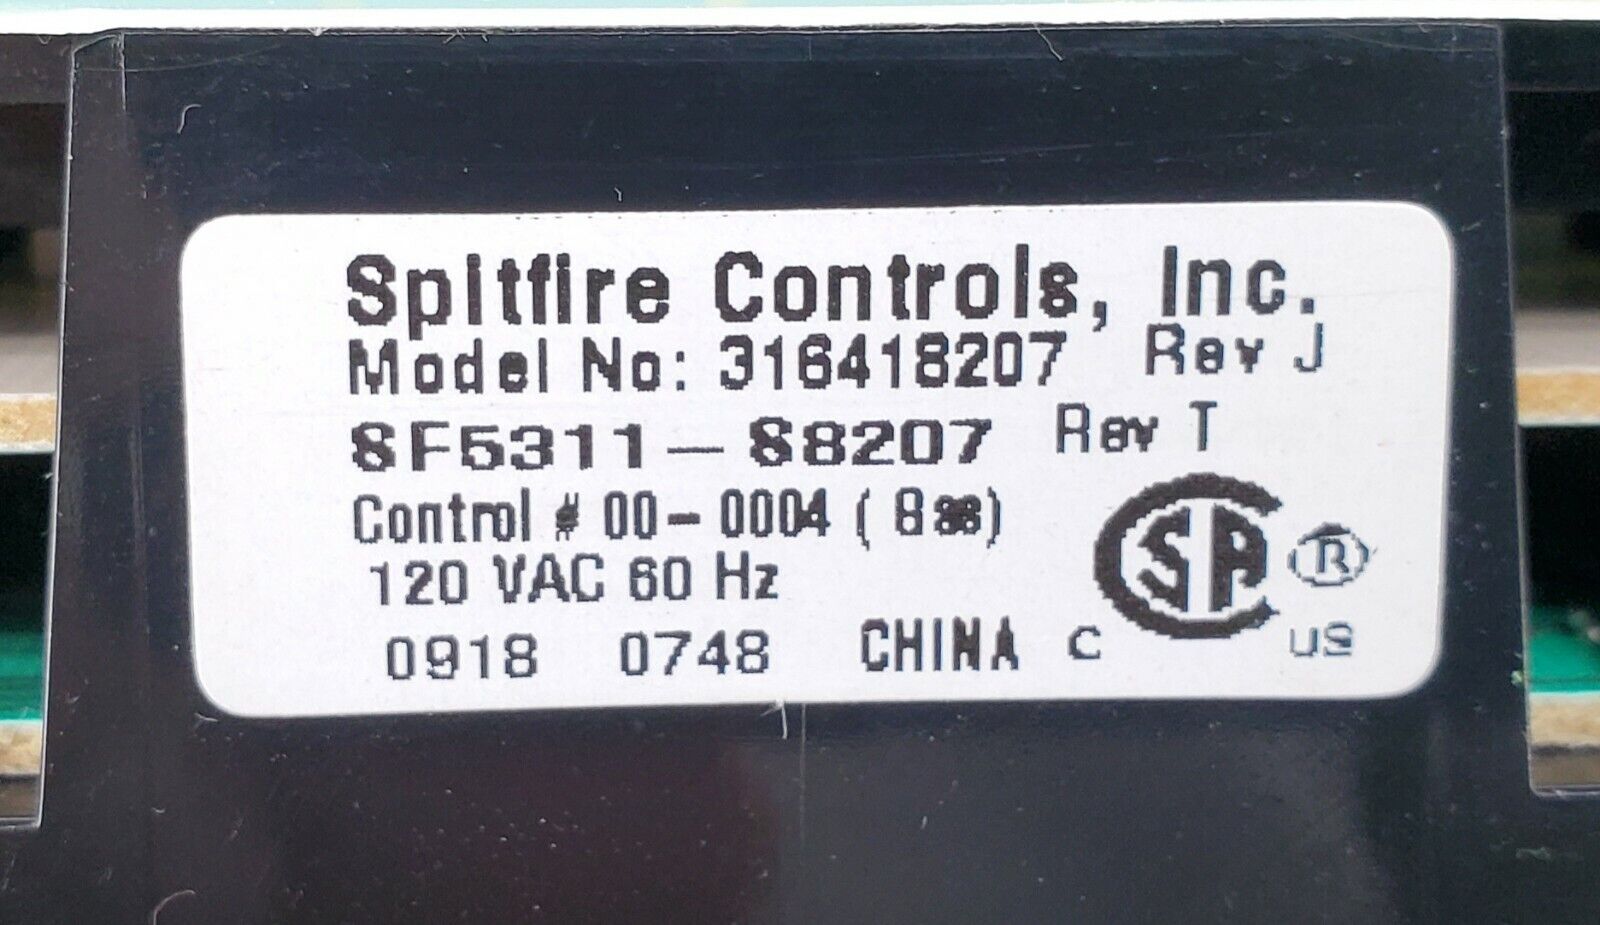 Spitfire Controls, Inc.
Model No: 316418207 Rev J
SF5311-S8207 Rev T
Control # 00-0004 (
120 VAC 60 Hz
0918 0748 CHINA C SP ® US